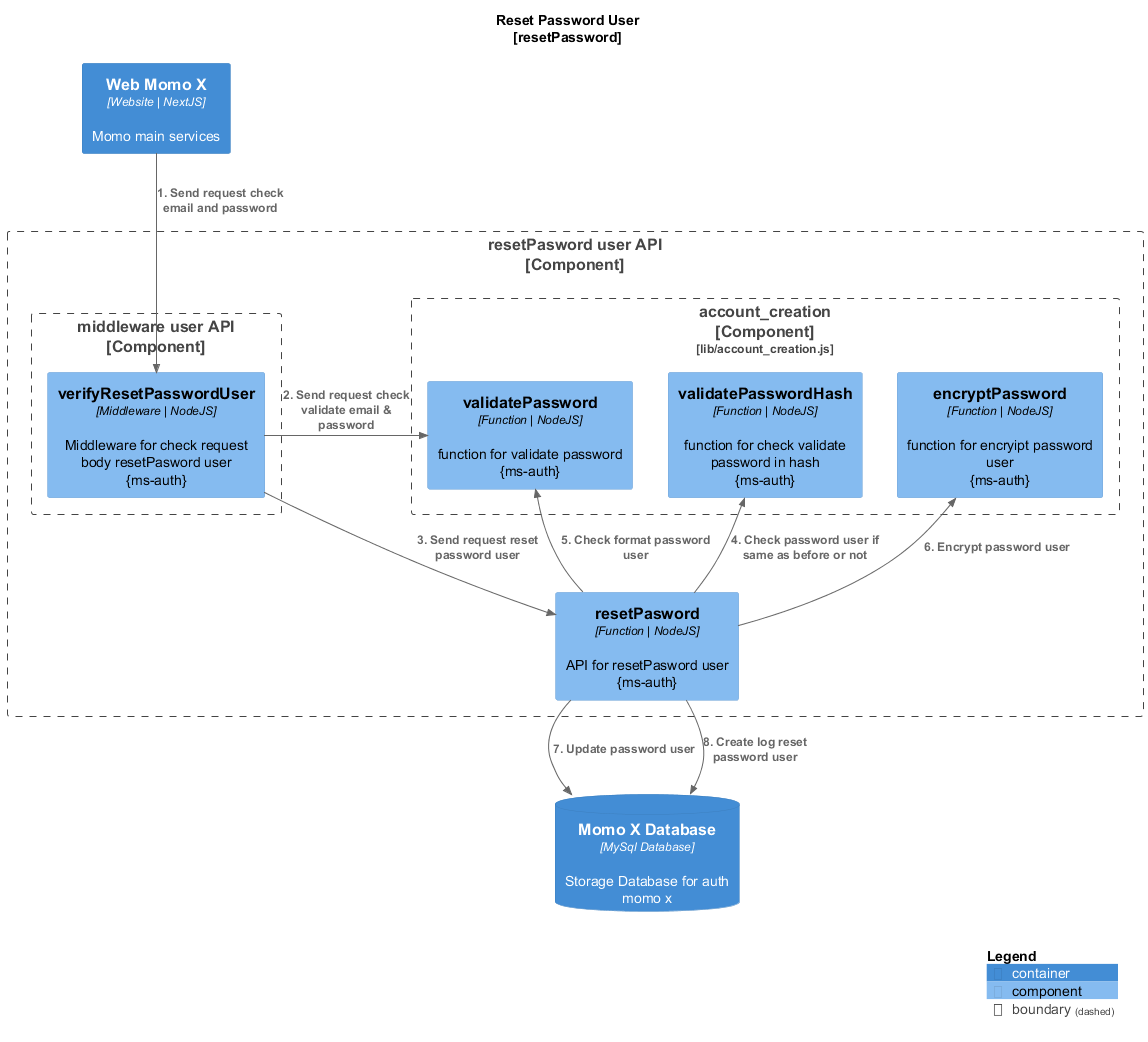 Reset Password User
[resetPassword]
Web Momo X
[Website | NextJS]
Momo main services
1. Send request check
email and password
resetPasword user API
[Component]
middleware user API
[Component]
account_creation
[Component]
[lib/account_creation.js]
verifyResetPasswordUser
[Middleware | NodeJS]
Middleware for check request
body resetPasword user
{ms-auth}
2. Send request check
validate email &
password
validatePassword
[Function | NodeJS]
function for validate password
{ms-auth}
validatePasswordHash
[Function | NodeJS]
function for check validate
password in hash
{ms-auth}
encryptPassword
[Function | NodeJS]
function for encryipt password
user
{ms-auth}
3. Send request reset
password user
5. Check format password
user
4. Check password user if
same as before or not
6. Encrypt password user
resetPasword
[Function | NodeJS]
API for resetPasword user
{ms-auth}
7. Update password user
8. Create log reset
password user
Momo X Database
[MySql Database]
Storage Database for auth
momo x
Legend
container
component
boundary (dashed)